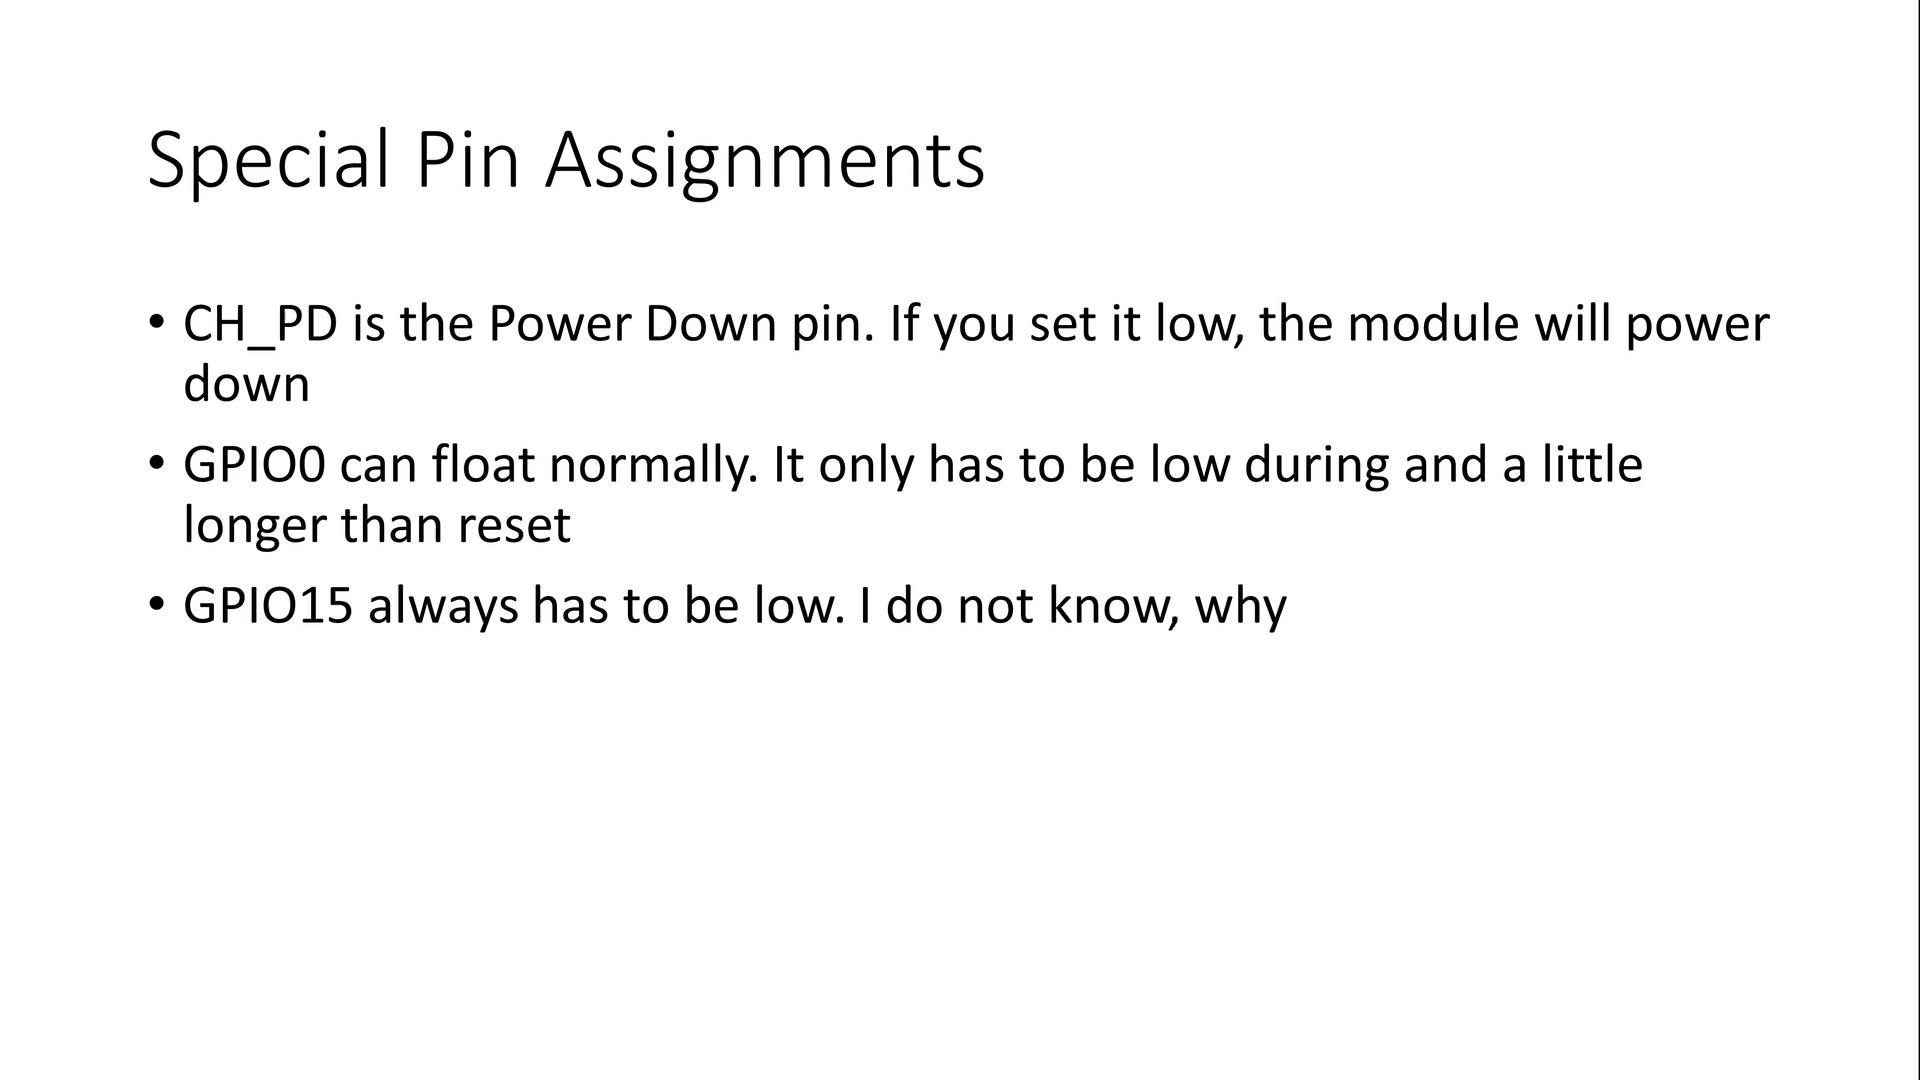 Special Pin Assignments
• CH_PD is the Power Down pin. If you set it low, the module will power
down
• GPIO0 can float normally. It only has to be low during and a little
longer than reset
• GPIO15 always has to be low. I do not know, why